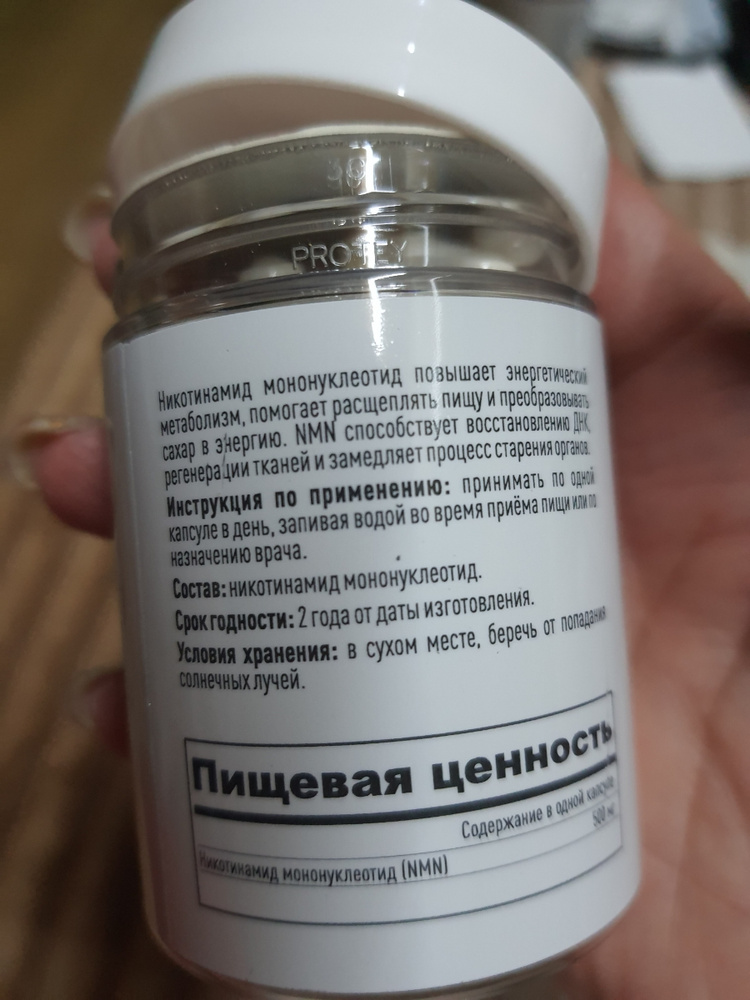 PROTEY
Никотинамид мононуклеотид повышает энергетический
метаболизм, помогает расщеплять пищу и преобразовывать
сахар в энергию. NMN способствует восстановлению ДНК,
регенерации тканей и замедляет процесс старения органов.
Инструкция по применению: принимать по одной
капсуле в день, запивая водой во время приёма пищи или по
назначению врача.
Состав: никотинамид мононуклеотид.
Срок годности: 2 года от даты изготовления.
Условия хранения: в сухом месте, беречь от попадания
солнечных лучей.
Пищевая ценность
Содержание в одной капсуле
Никотинамид мононуклеотид (NMN) 500 мг